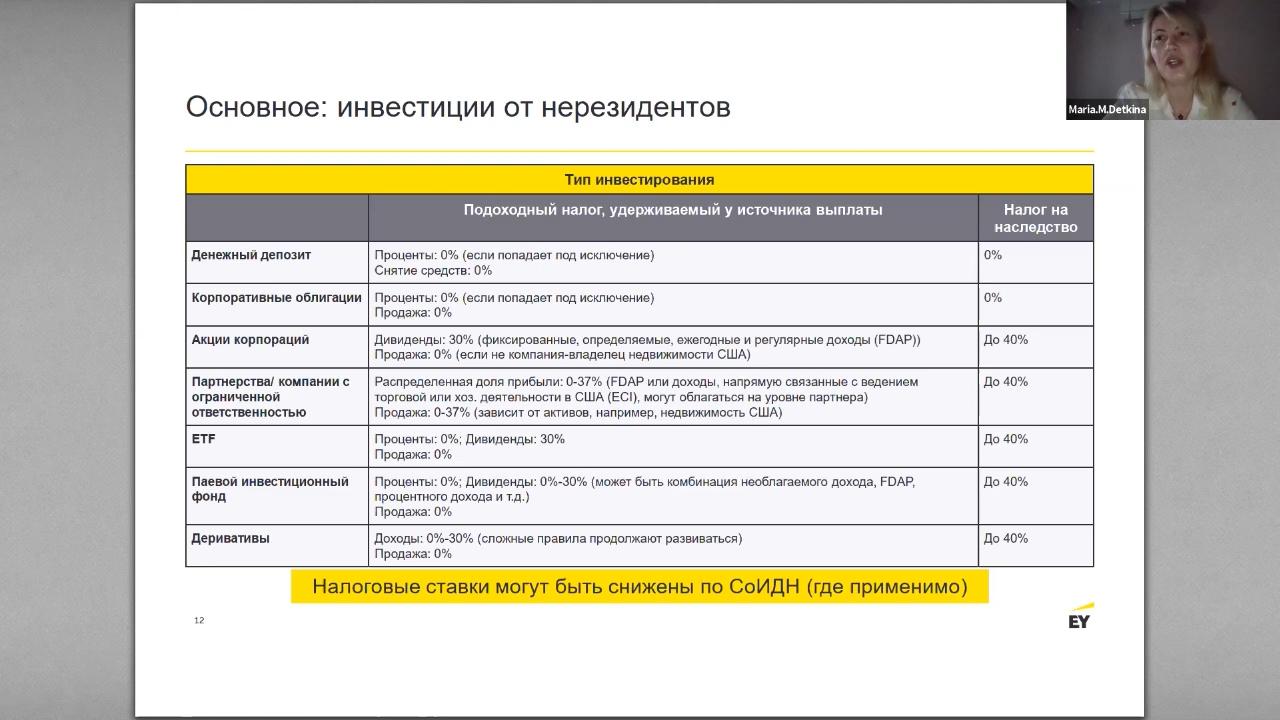 Maria.M.Detkina
Основное: инвестиции от нерезидентов
Тип инвестирования
Подоходный налог, удерживаемый у источника выплаты
Налог на
наследство
Денежный депозит
Проценты: 0% (если попадает под исключение)
Снятие средств: 0%
0%
Корпоративные облигации
Проценты: 0% (если попадает под исключение)
Продажа: 0%
0%
Акции корпораций
Дивиденды: 30% (фиксированные, определяемые, ежегодные и регулярные доходы (FDAP))
Продажа: 0% (если не компания-владелец недвижимости США)
До 40%
Партнерства/ компании с
ограниченной
ответственностью
Распределенная доля прибыли: 0-37% (FDAP или доходы, напрямую связанные с ведением
торговой или хоз. деятельности в США (ECI), могут облагаться на уровне партнера)
Продажа: 0-37% (зависит от активов, например, недвижимость США)
До 40%
ETF
Проценты: 0%; Дивиденды: 30%
Продажа: 0%
До 40%
Паевой инвестиционный
фонд
Проценты: 0%; Дивиденды: 0%-30% (может быть комбинация необлагаемого дохода, FDAP,
процентного дохода и т.д.)
Продажа: 0%
До 40%
Деривативы
Доходы: 0%-30% (сложные правила продолжают развиваться)
Продажа: 0%
До 40%
Налоговые ставки могут быть снижены по СоИДН (где применимо)
12
EY